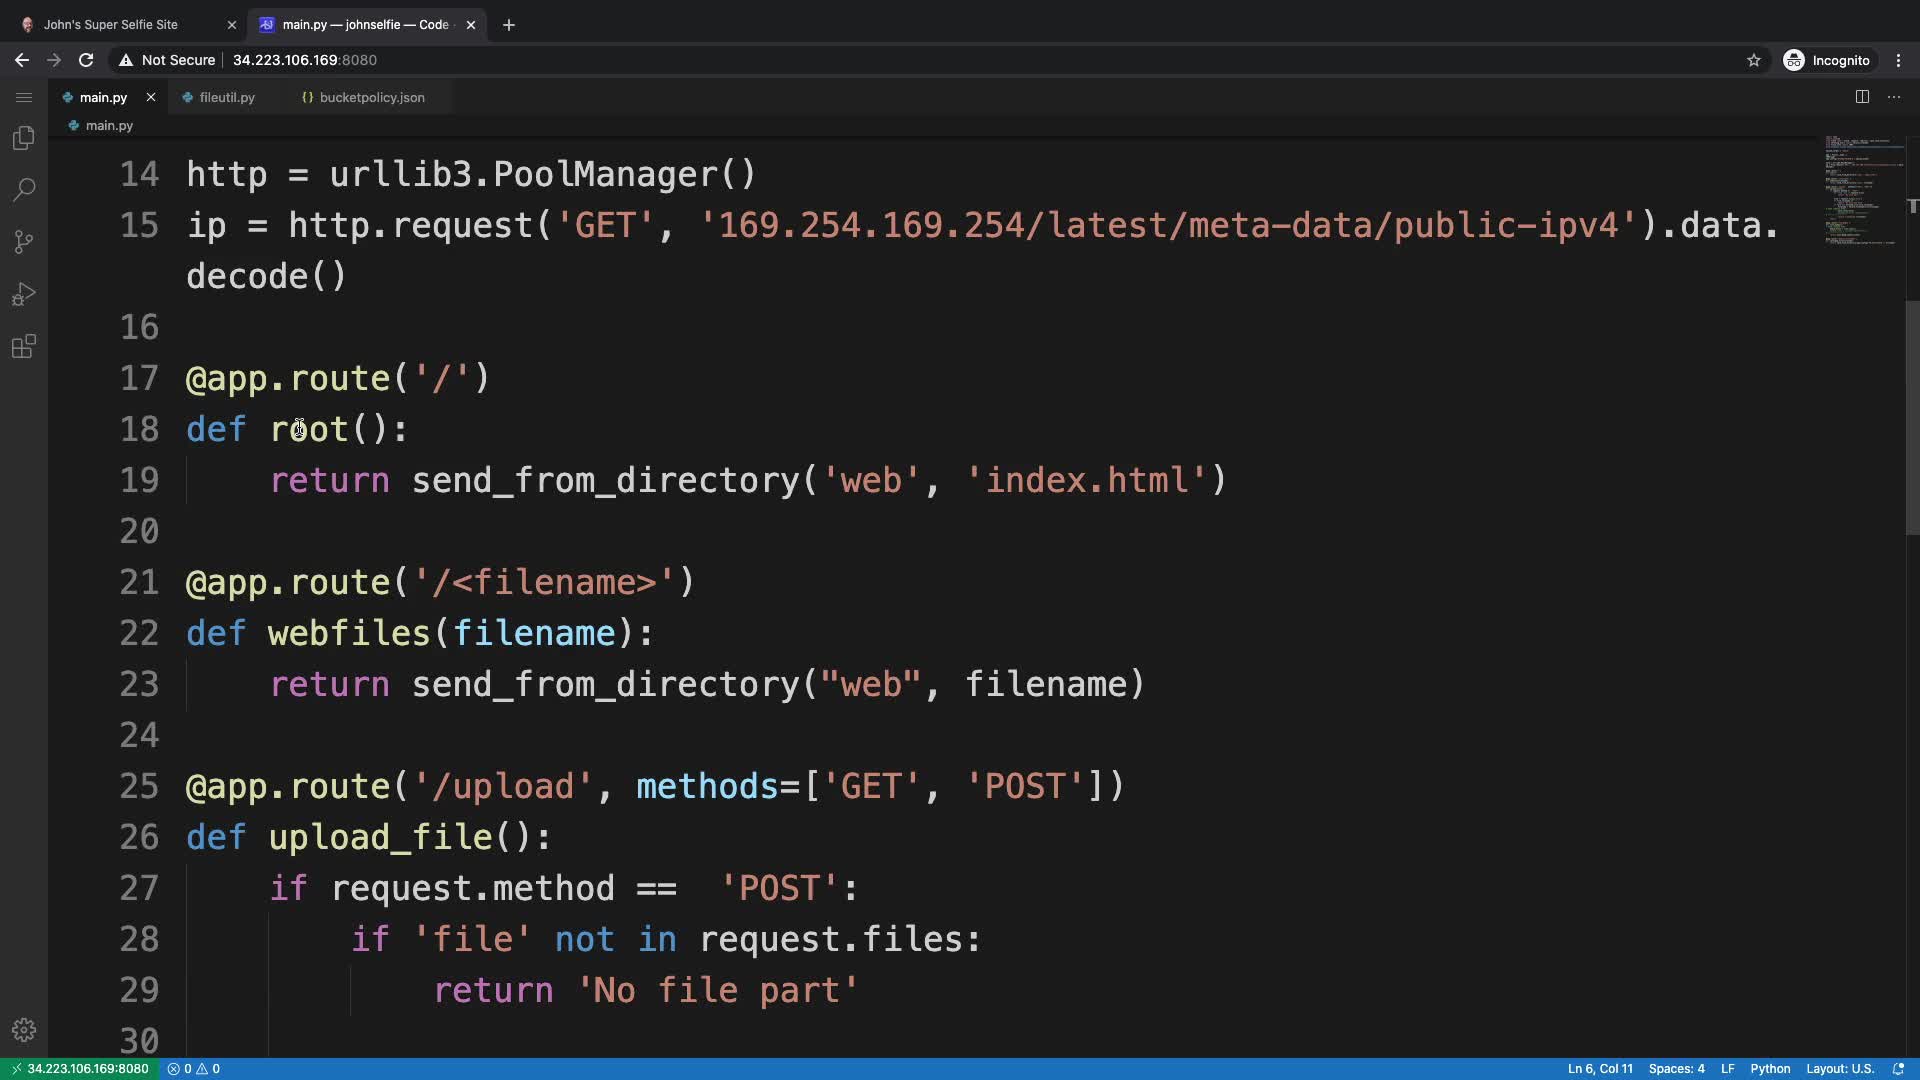 John's Super Selfie Site
main.py — johnselfie — Code
Not Secure
34.223.106.169:8080
Incognito
main.py
fileutil.py
{} bucketpolicy.json
main.py
14 http = urllib3.PoolManager()
15 ip = http.request('GET', '169.254.169.254/latest/meta-data/public-ipv4').data.
decode()
16
17 @app.route('/')
18 def root():
19 return send_from_directory('web', 'index.html')
20
21 @app.route('/<filename>')
22 def webfiles(filename):
23 return send_from_directory("web", filename)
24
25 @app.route('/upload', methods=['GET', 'POST'])
26 def upload_file():
27 if request.method ==  'POST':
28 if 'file' not in request.files:
29 return 'No file part'
30
34.223.106.169:8080 0 0 Ln 6, Col 11 Spaces: 4 LF Python Layout: U.S.